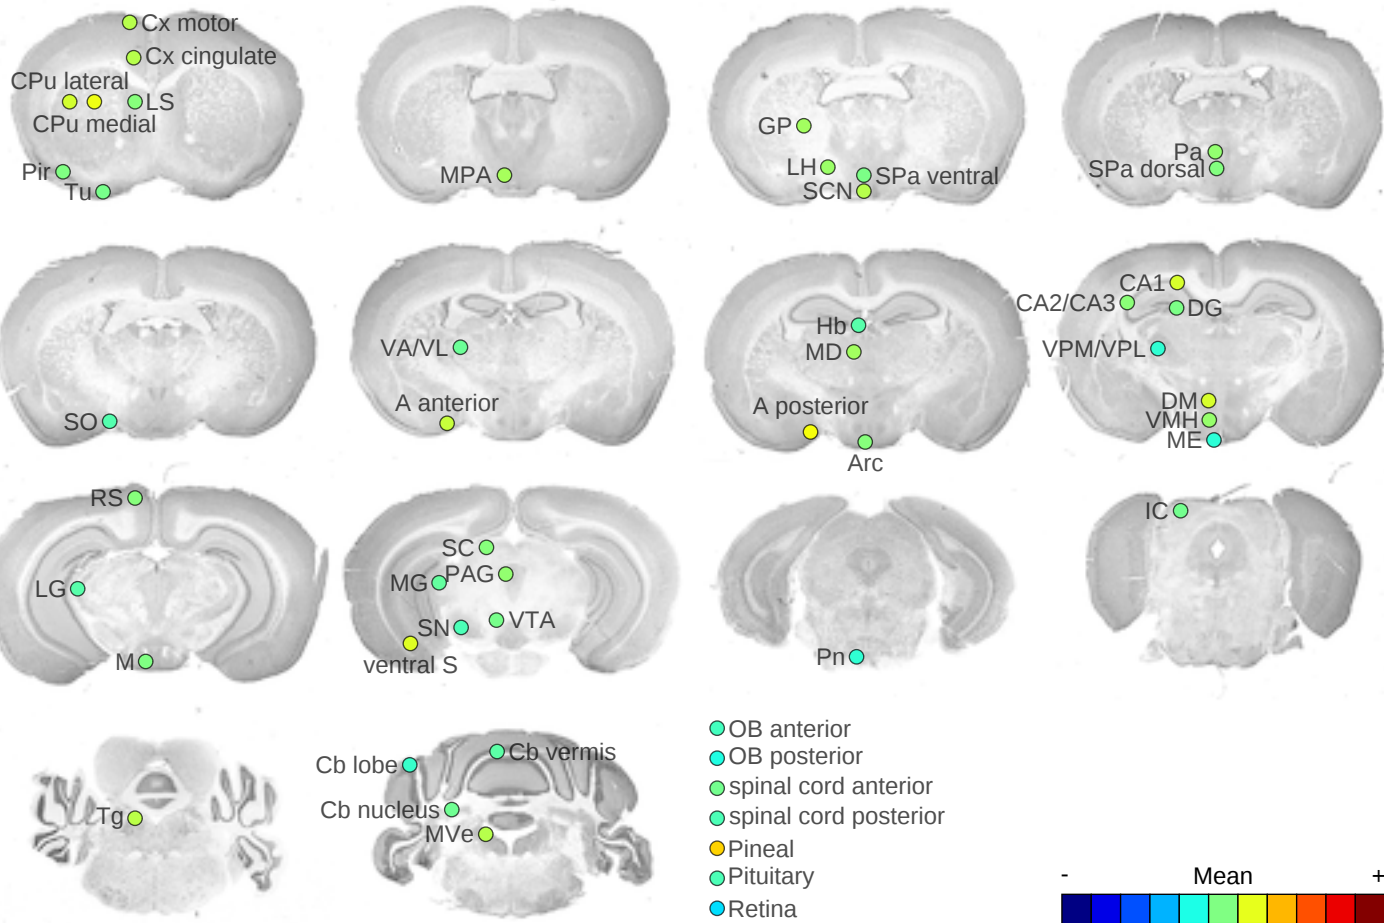 Cx motor
Cx cingulate
CPu lateral
LS
CPu medial
Pir
Tu
MPA
GP
LH
SPa ventral
SCN
Pa
SPa dorsal
SO
VA/VL
A anterior
Hb
MD
A posterior
Arc
CA1
CA2/CA3
DG
VPM/VPL
DM
VMH
ME
RS
LG
M
SC
MG
PAG
SN
VTA
ventral S
Pn
IC
Tg
Cb lobe
Cb vermis
Cb nucleus
MVe
OB anterior
OB posterior
spinal cord anterior
spinal cord posterior
Pineal
Pituitary
Retina
- Mean +